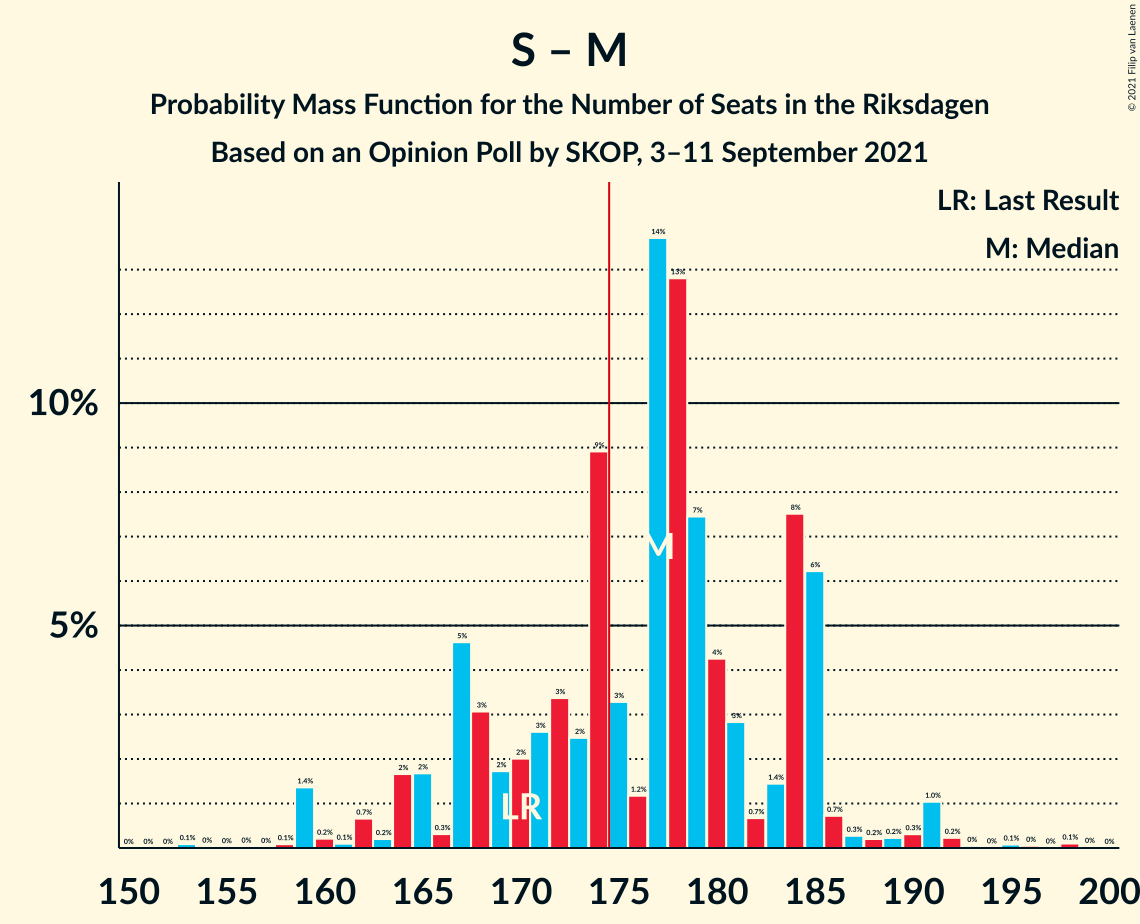 S – M
Probability Mass Function for the Number of Seats in the Riksdagen
Based on an Opinion Poll by SKOP, 3–11 September 2021
© 2021 Filip van Laenen
LR: Last Result
M: Median
10%
5%
0% 0% 0% 0.1% 0% 0% 0% 0% 0.1% 1.4% 0.2% 0.1% 0.7% 0.2% 2% 2% 0.3% 5% 3% 2% 2% 3% 3% 2% 9% 3% 1.2% 14% 13% 7% 4% 3% 0.7% 1.4% 8% 6% 0.7% 0.3% 0.2% 0.2% 0.3% 1.0% 0.2% 0% 0% 0.1% 0% 0% 0.1% 0% 0%
M
LR
150 155 160 165 170 175 180 185 190 195 200